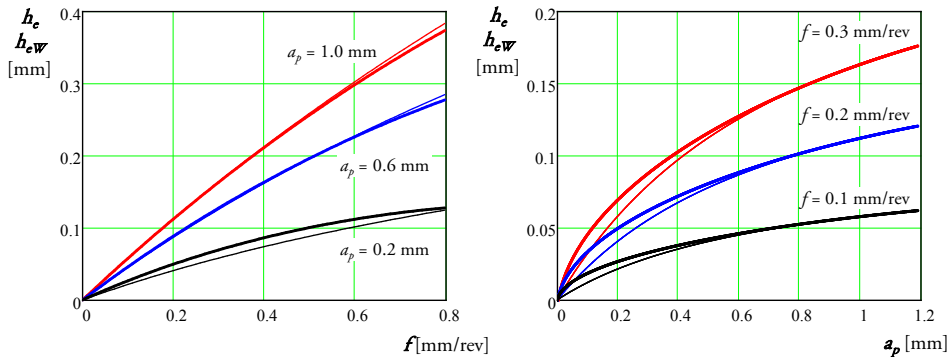 h_e
h_eW
[mm]
0.4
0.3
0.2
0.1
0
a_p = 1.0 mm
a_p = 0.6 mm
a_p = 0.2 mm
0 0.2 0.4 0.6 0.8
f [mm/rev]
h_e
h_eW
[mm]
0.2
0.15
0.1
0.05
0
f = 0.3 mm/rev
f = 0.2 mm/rev
f = 0.1 mm/rev
0 0.2 0.4 0.6 0.8 1 1.2
a_p [mm]